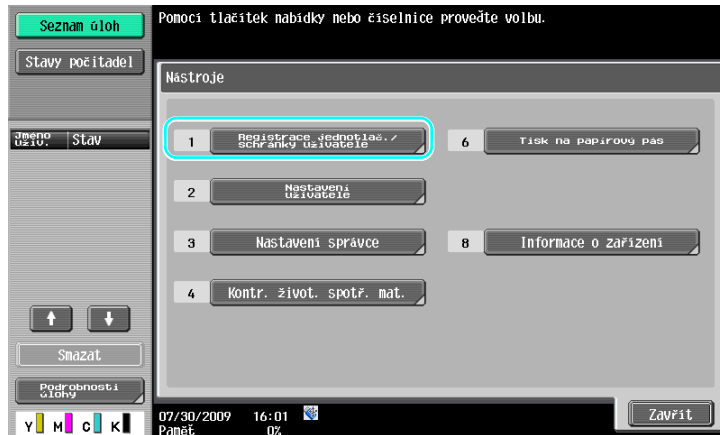 Seznam úloh
Pomocí tlačítek nabídky nebo číselnice proveďte volbu.
Stavy počitadel
Nástroje
Jméno uživ.
Stav
1
Registrace jednotlač./
schránky uživatele
6
Tisk na papírový pás
2
Nastavení
uživatele
3
Nastavení správce
8
Informace o zařízení
4
Kontr. život. spotř. mat.
Smazat
Podrobnosti
úlohy
Y M C K
07/30/2009 16:01
Paměť 0%
Zavřít